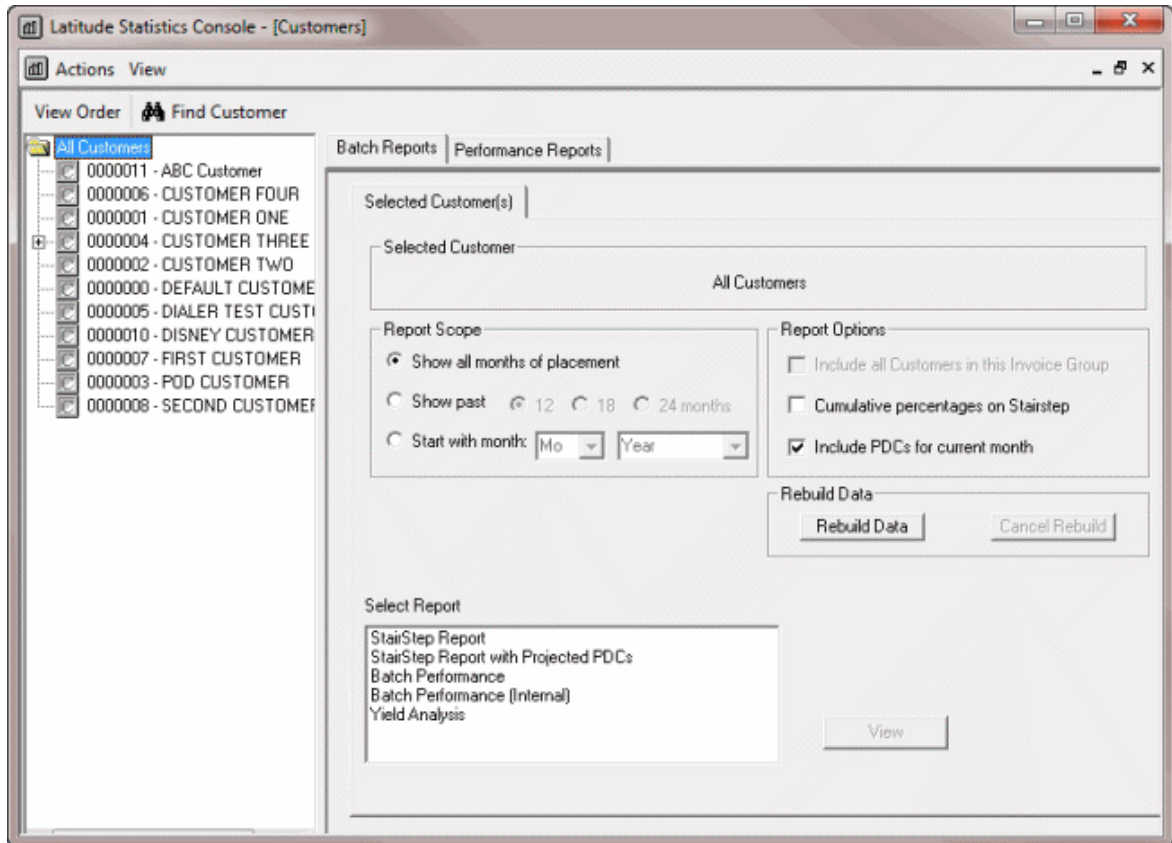 Latitude Statistics Console - [Customers]
Actions View
View Order Find Customer
All Customers
0000011 - ABC Customer
0000006 - CUSTOMER FOUR
0000001 - CUSTOMER ONE
0000004 - CUSTOMER THREE
0000002 - CUSTOMER TWO
0000000 - DEFAULT CUSTOME
0000005 - DIALER TEST CUST
0000010 - DISNEY CUSTOMER
0000007 - FIRST CUSTOMER
0000003 - POD CUSTOMER
0000008 - SECOND CUSTOMER
Batch Reports Performance Reports
Selected Customer(s)
Selected Customer
All Customers
Report Scope
Show all months of placement
Show past 12 18 24 months
Start with month: Mo Year
Report Options
Include all Customers in this Invoice Group
Cumulative percentages on Stairstep
Include PDCs for current month
Rebuild Data
Rebuild Data Cancel Rebuild
Select Report
StairStep Report
StairStep Report with Projected PDCs
Batch Performance
Batch Performance (Internal)
Yield Analysis
View